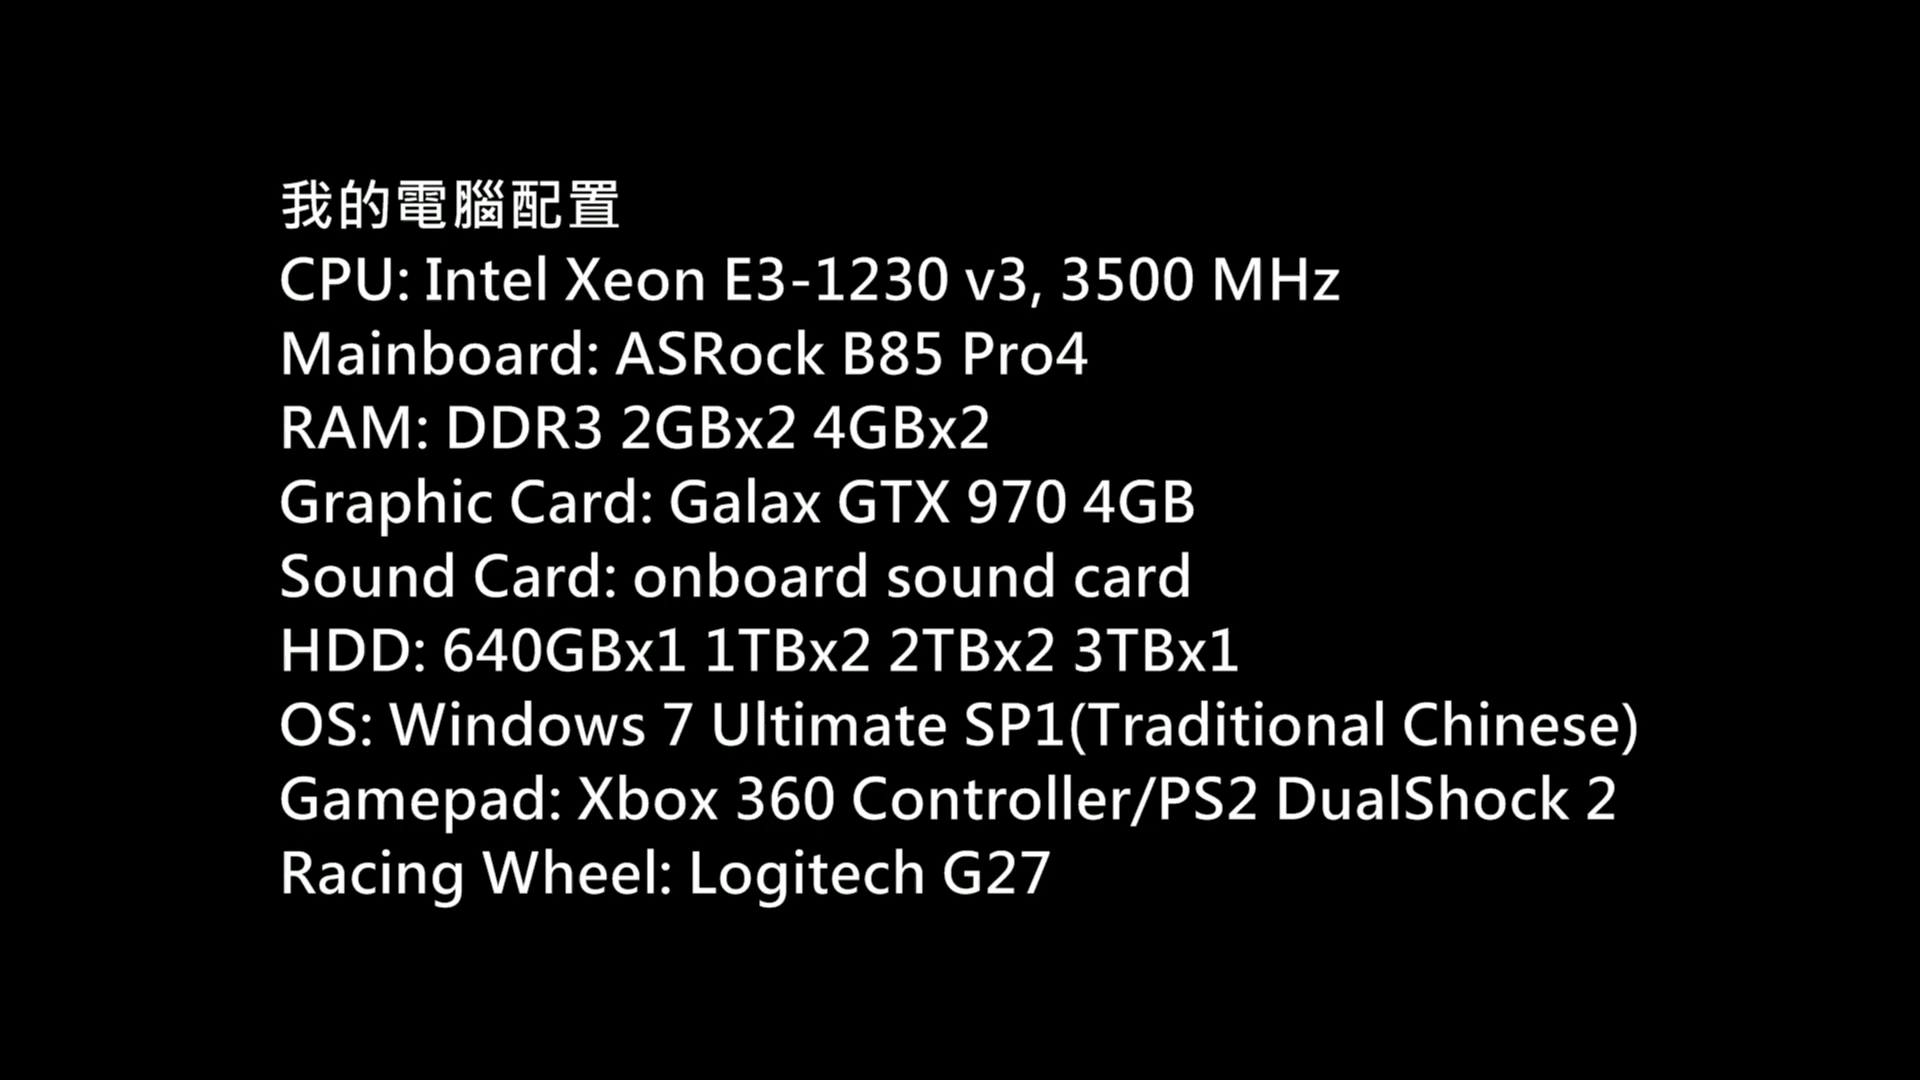 我的電腦配置
CPU: Intel Xeon E3-1230 v3, 3500 MHz
Mainboard: ASRock B85 Pro4
RAM: DDR3 2GBx2 4GBx2
Graphic Card: Galax GTX 970 4GB
Sound Card: onboard sound card
HDD: 640GBx1 1TBx2 2TBx2 3TBx1
OS: Windows 7 Ultimate SP1(Traditional Chinese)
Gamepad: Xbox 360 Controller/PS2 DualShock 2
Racing Wheel: Logitech G27